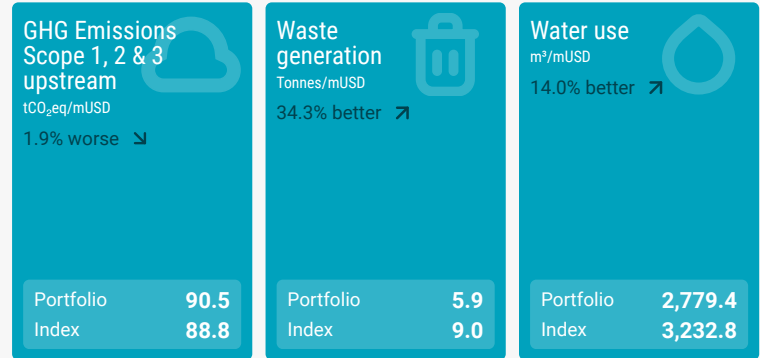 GHG Emissions
Scope 1, 2 & 3
upstream
tCO₂eq/mUSD
1.9% worse
Portfolio 90.5
Index 88.8
Waste
generation
Tonnes/mUSD
34.3% better
Portfolio 5.9
Index 9.0
Water use
m³/mUSD
14.0% better
Portfolio 2,779.4
Index 3,232.8